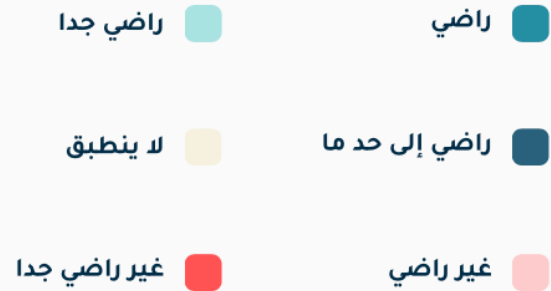 راضي
راضي جدا
راضي إلى حد ما
لا ينطبق
غير راضي
غير راضي جدا